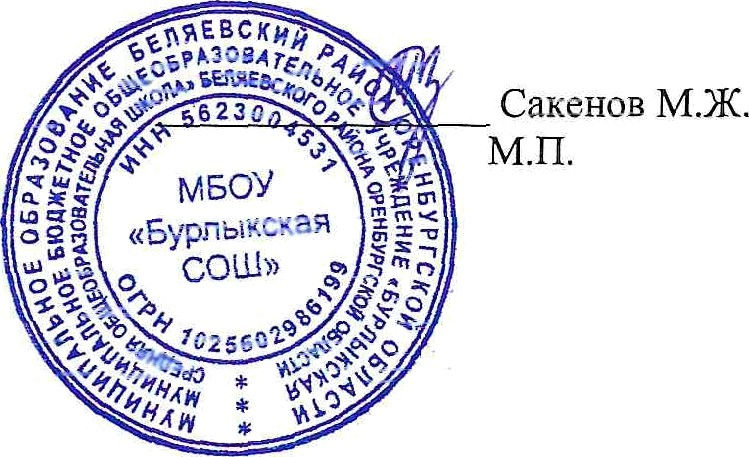 МУНИЦИПАЛЬНОЕ ОБРАЗОВАНИЕ БЕЛЯЕВСКИЙ РАЙОН ОРЕНБУРГСКОЙ ОБЛАСТИ
МУНИЦИПАЛЬНОЕ БЮДЖЕТНОЕ ОБЩЕОБРАЗОВАТЕЛЬНОЕ УЧРЕЖДЕНИЕ «БУРЛЫКСКАЯ
СРЕДНЯЯ ОБЩЕОБРАЗОВАТЕЛЬНАЯ ШКОЛА» БЕЛЯЕВСКОГО РАЙОНА ОРЕНБУРГСКОЙ ОБЛАСТИ
ИНН 5623004531
МБОУ
«Бурлыкская
СОШ»
ОГРН 1025602986199
* * *
Сакенов М.Ж.
М.П.